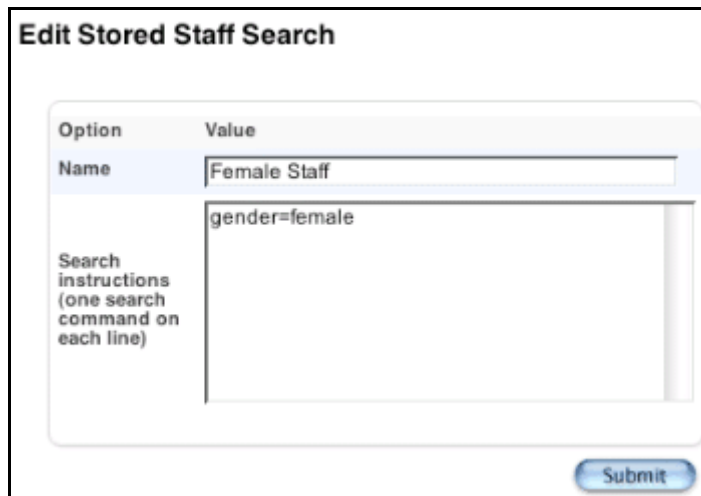 Edit Stored Staff Search
Option Value
Name Female Staff
Search
instructions
(one search
command on
each line)
gender=female
Submit